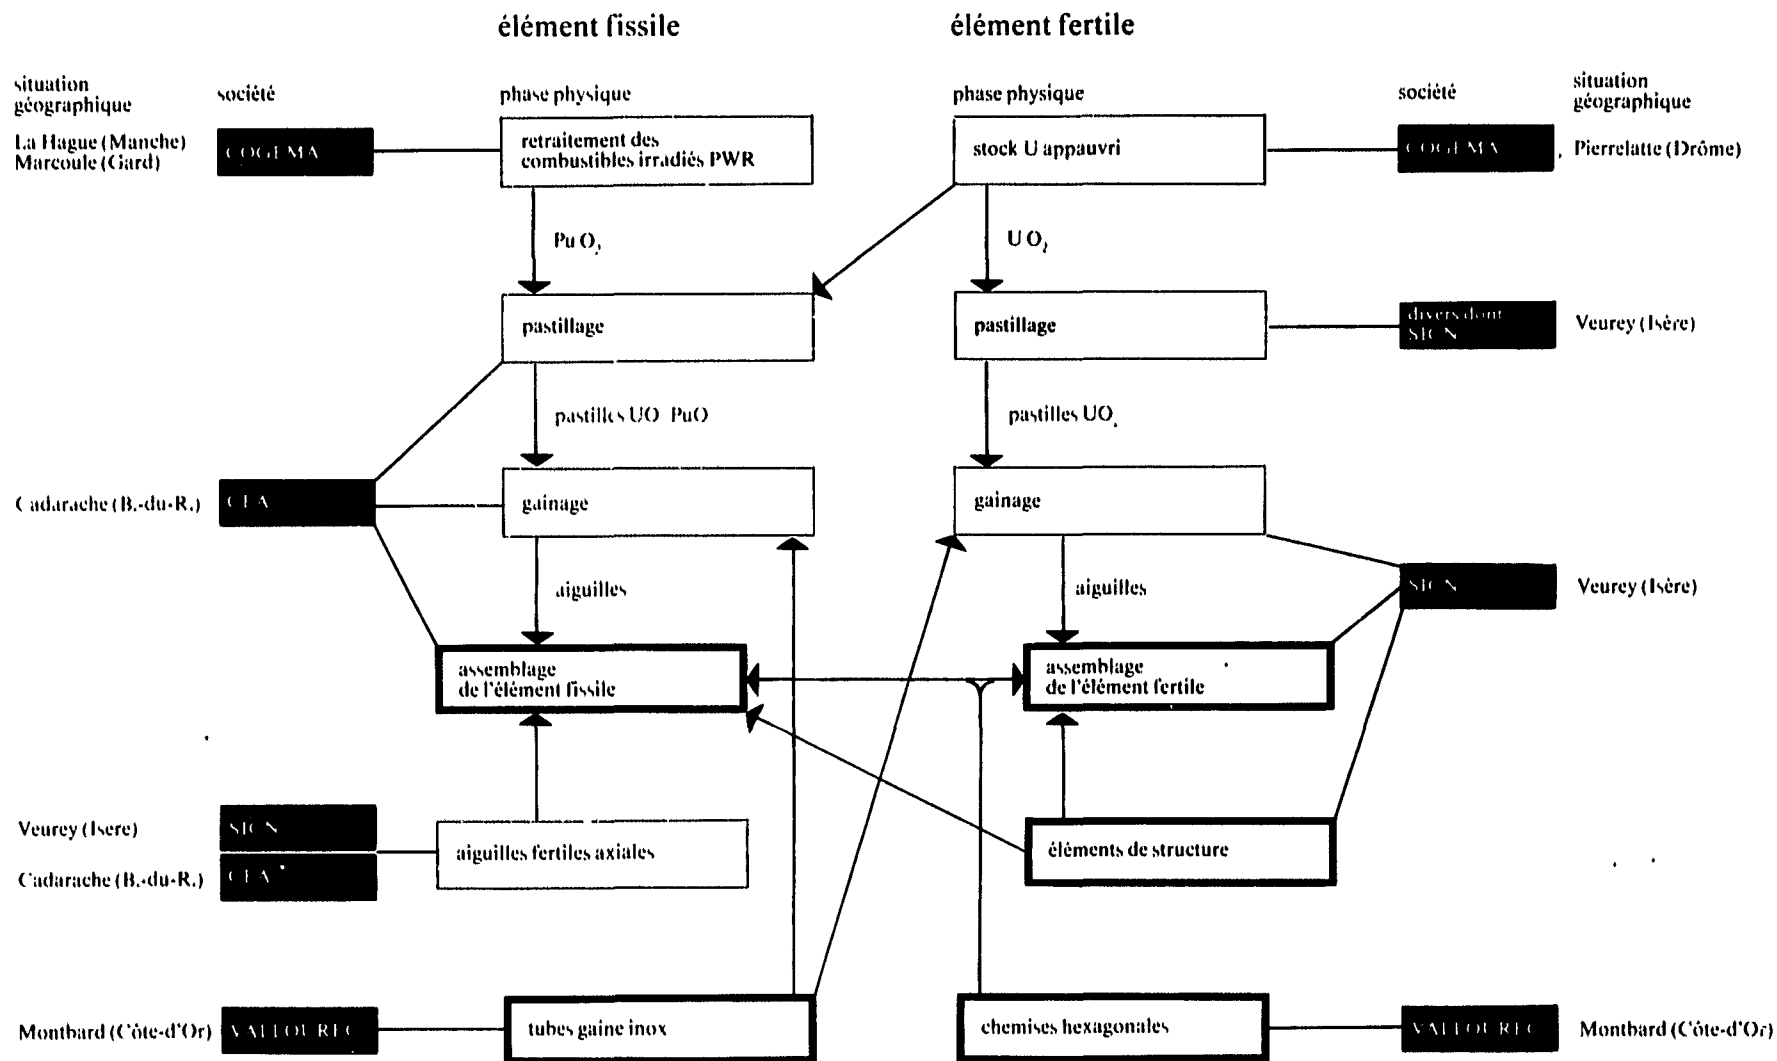 élément fissile
élément fertile
situation
géographique
société
phase physique
phase physique
société
situation
géographique
La Hague (Manche)
Marcoule (Gard)
COGEMA
retraitement des
combustibles irradiés PWR
stock U appauvri
COGEMA
Pierrelatte (Drôme)
Pu O₂
U O₂
pastillage
pastillage
divers dont
SICN
Veurey (Isère)
pastilles UO PuO
pastilles UO₂
Cadarache (B.-du-R.)
CEA
gainage
gainage
aiguilles
aiguilles
SICN
Veurey (Isère)
assemblage
de l'élément fissile
assemblage
de l'élément fertile
Veurey (Isere)
SICN
Cadarache (B.-du-R.)
CEA
aiguilles fertiles axiales
éléments de structure
Montbard (Côte-d'Or)
VALLOUREC
tubes gaine inox
chemises hexagonales
VALLOUREC
Montbard (Côte-d'Or)